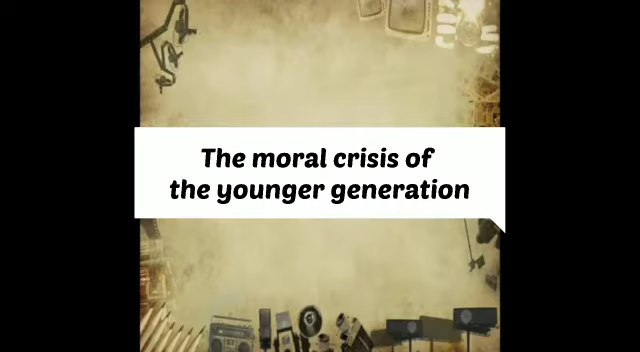 The moral crisis of
the younger generation